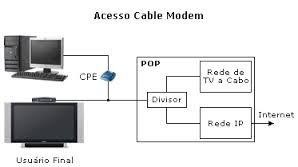 Acesso Cable Modem
CPE
POP
Rede de
TV a Cabo
Divisor
Rede IP
Internet
Usuário Final